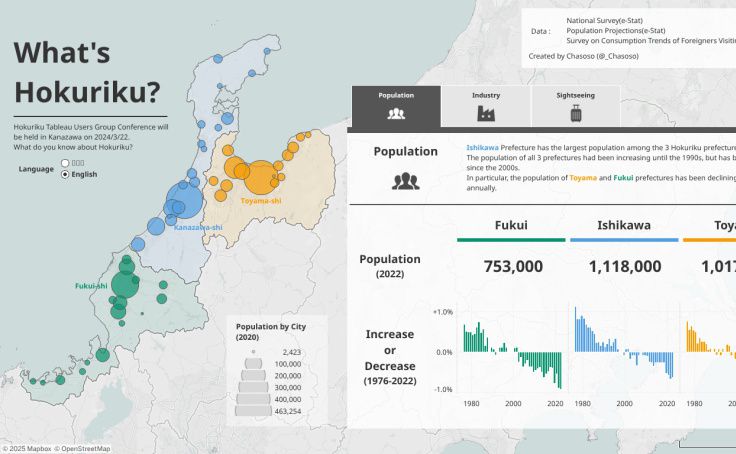 What's
Hokuriku?
Hokuriku Tableau Users Group Conference will
be held in Kanazawa on 2024/3/22.
What do you know about Hokuriku?
Language
English
Toyama-shi
Kanazawa-shi
Fukui-shi
Population by City
(2020)
2,423
100,000
200,000
300,000
400,000
463,254
© 2025 Mapbox © OpenStreetMap
Data :
National Survey(e-Stat)
Population Projections(e-Stat)
Survey on Consumption Trends of Foreigners Visitin
Created by Chasoso (@_Chasoso)
Population
Industry
Sightseeing
Population
Ishikawa Prefecture has the largest population among the 3 Hokuriku prefecture
The population of all 3 prefectures had been increasing until the 1990s, but has b
since the 2000s.
In particular, the population of Toyama and Fukui prefectures has been declining
annually.
Fukui
Ishikawa
Toya
Population
(2022)
753,000
1,118,000
1,017
Increase
or
Decrease
(1976-2022)
+1.0%
0.0%
-1.0%
1980
2000
2020
1980
2000
2020
1980
200